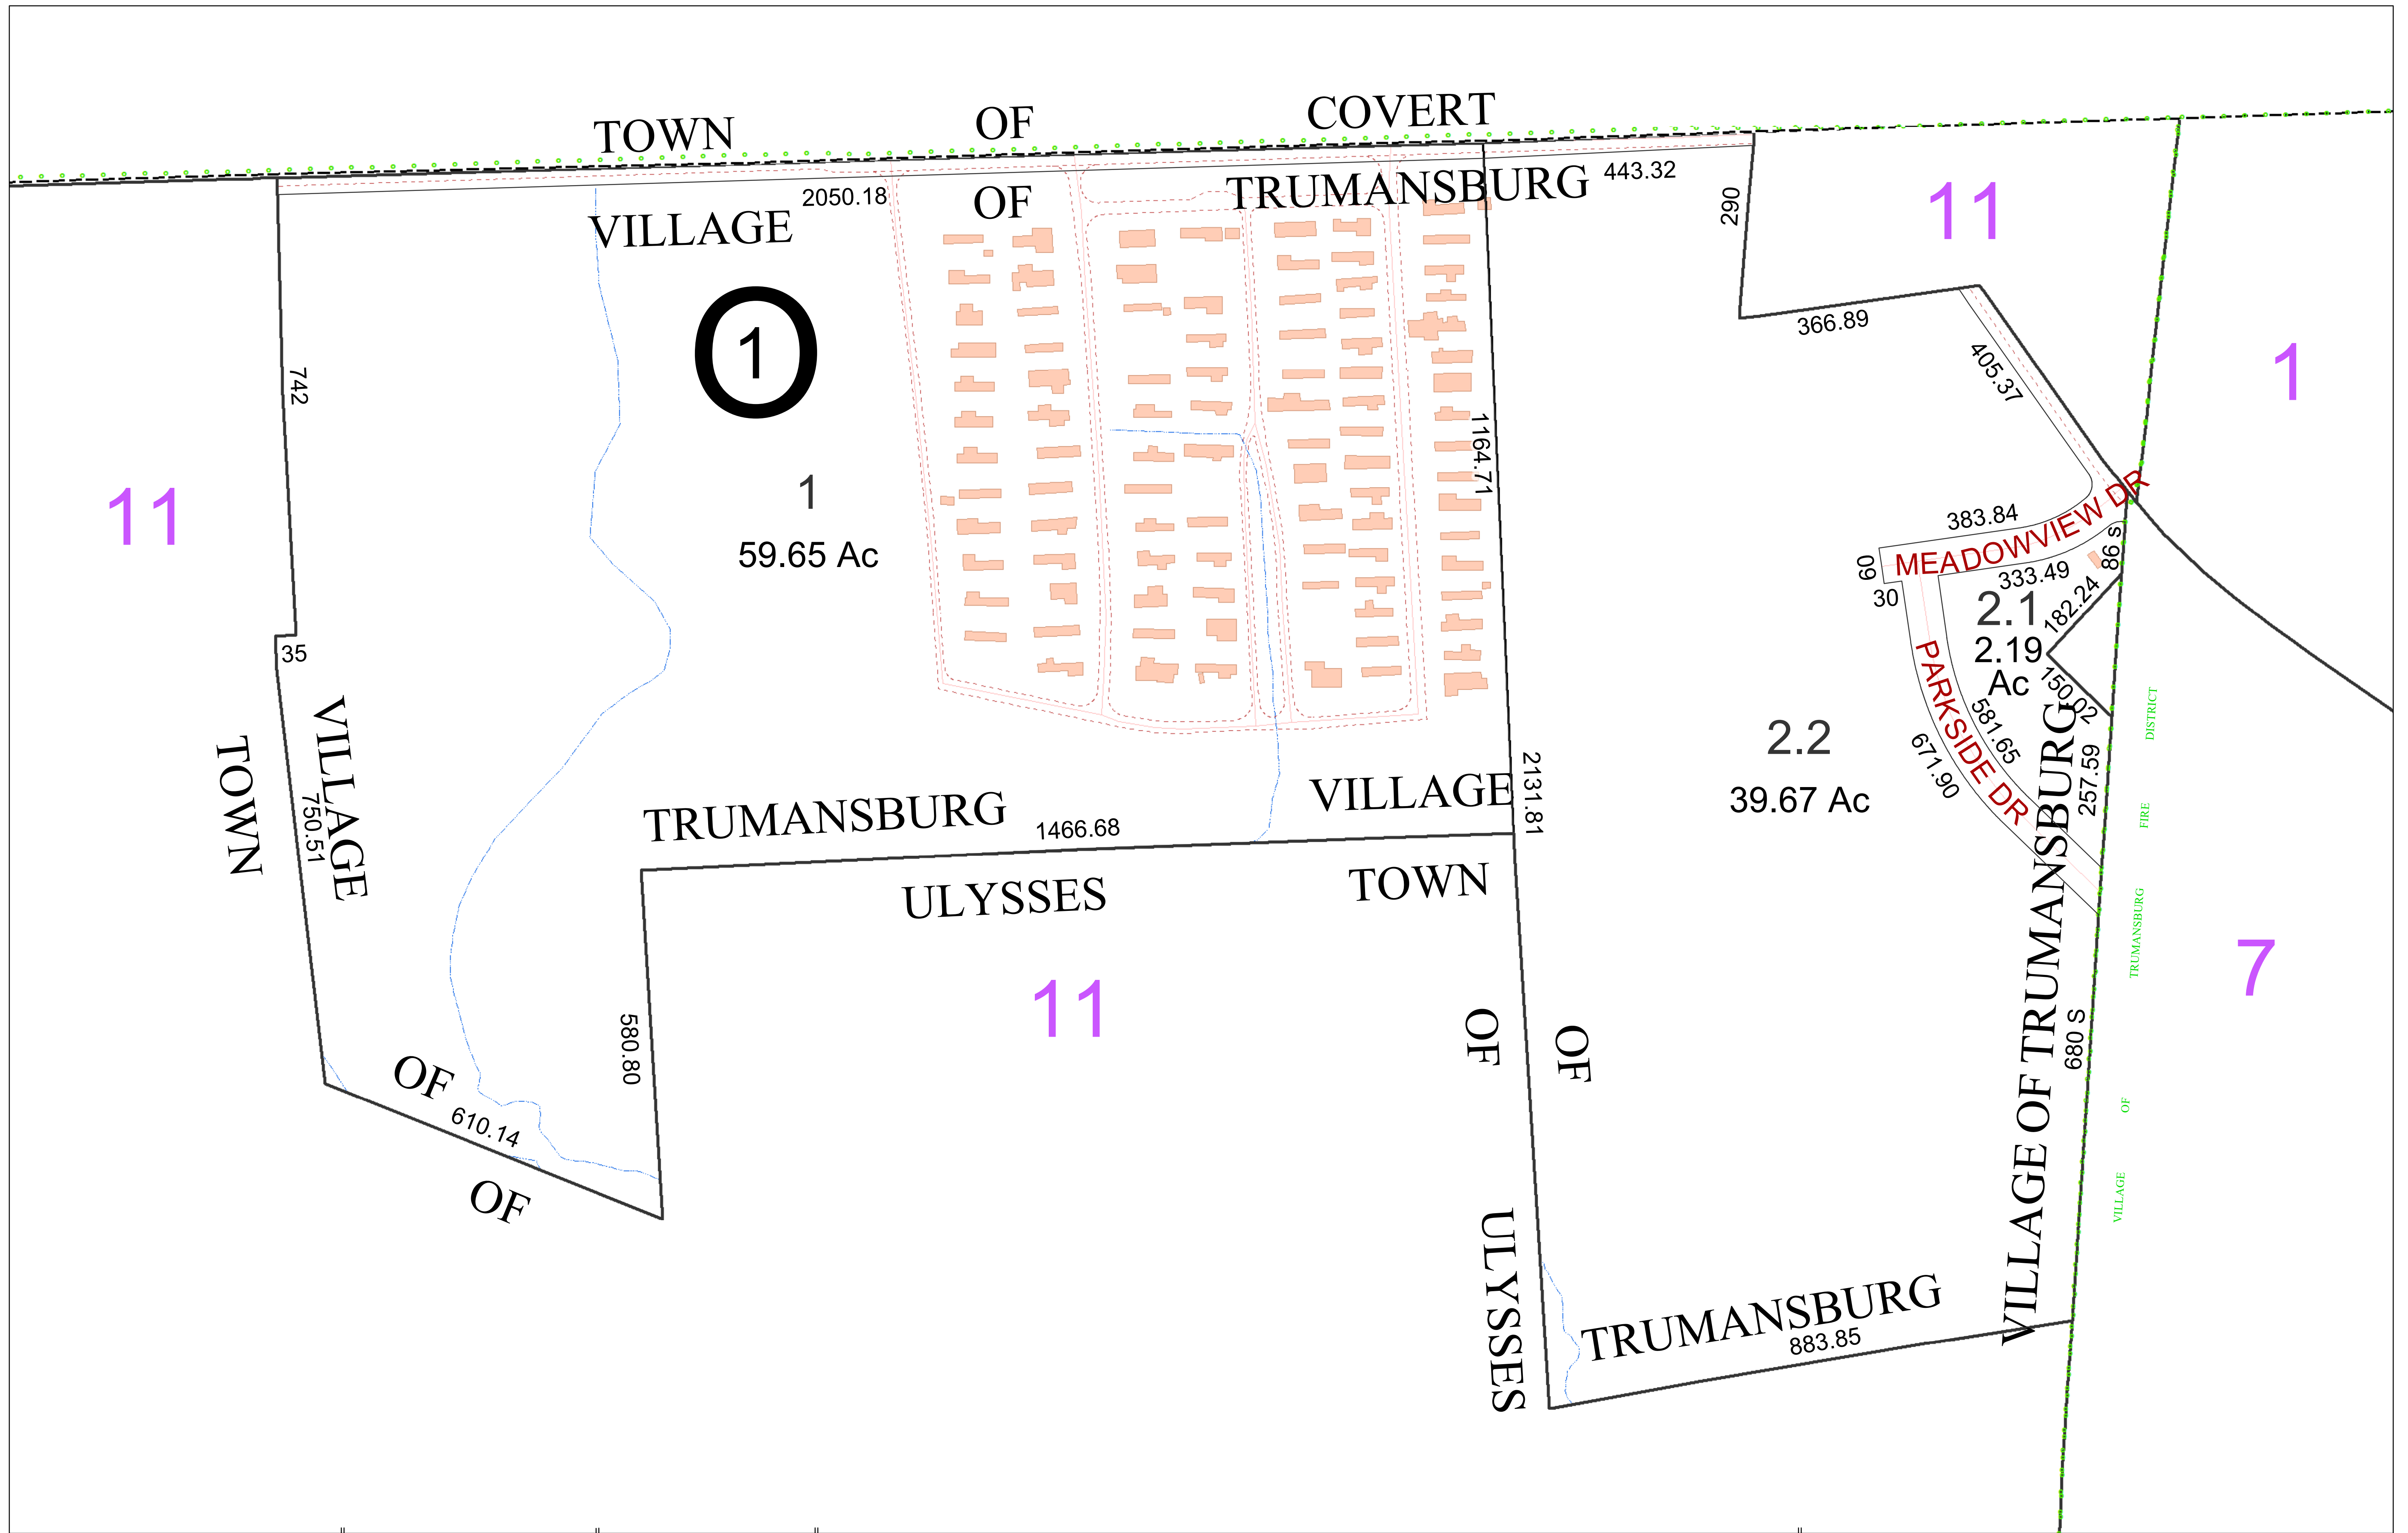 TOWN OF COVERT
VILLAGE OF TRUMANSBURG
2050.18
443.32
290
11
366.89
405.37
1
742
1
1
59.65 Ac
11
1164.71
383.84
MEADOWVIEW DR
60
30
333.49
86 s
2.1
2.19
Ac
182.24
150.02
35
PARKSIDE DR
581.65
671.90
257.59
2.2
39.67 Ac
VILLAGE
TOWN
750.51
TRUMANSBURG
VILLAGE
1466.68
2131.81
ULYSSES
TOWN
11
7
580.80
OF
OF
OF
610.14
OF
680 S
VILLAGE OF TRUMANSBURG
VILLAGE OF TRUMANSBURG FIRE DISTRICT
ULYSSES
TRUMANSBURG
883.85